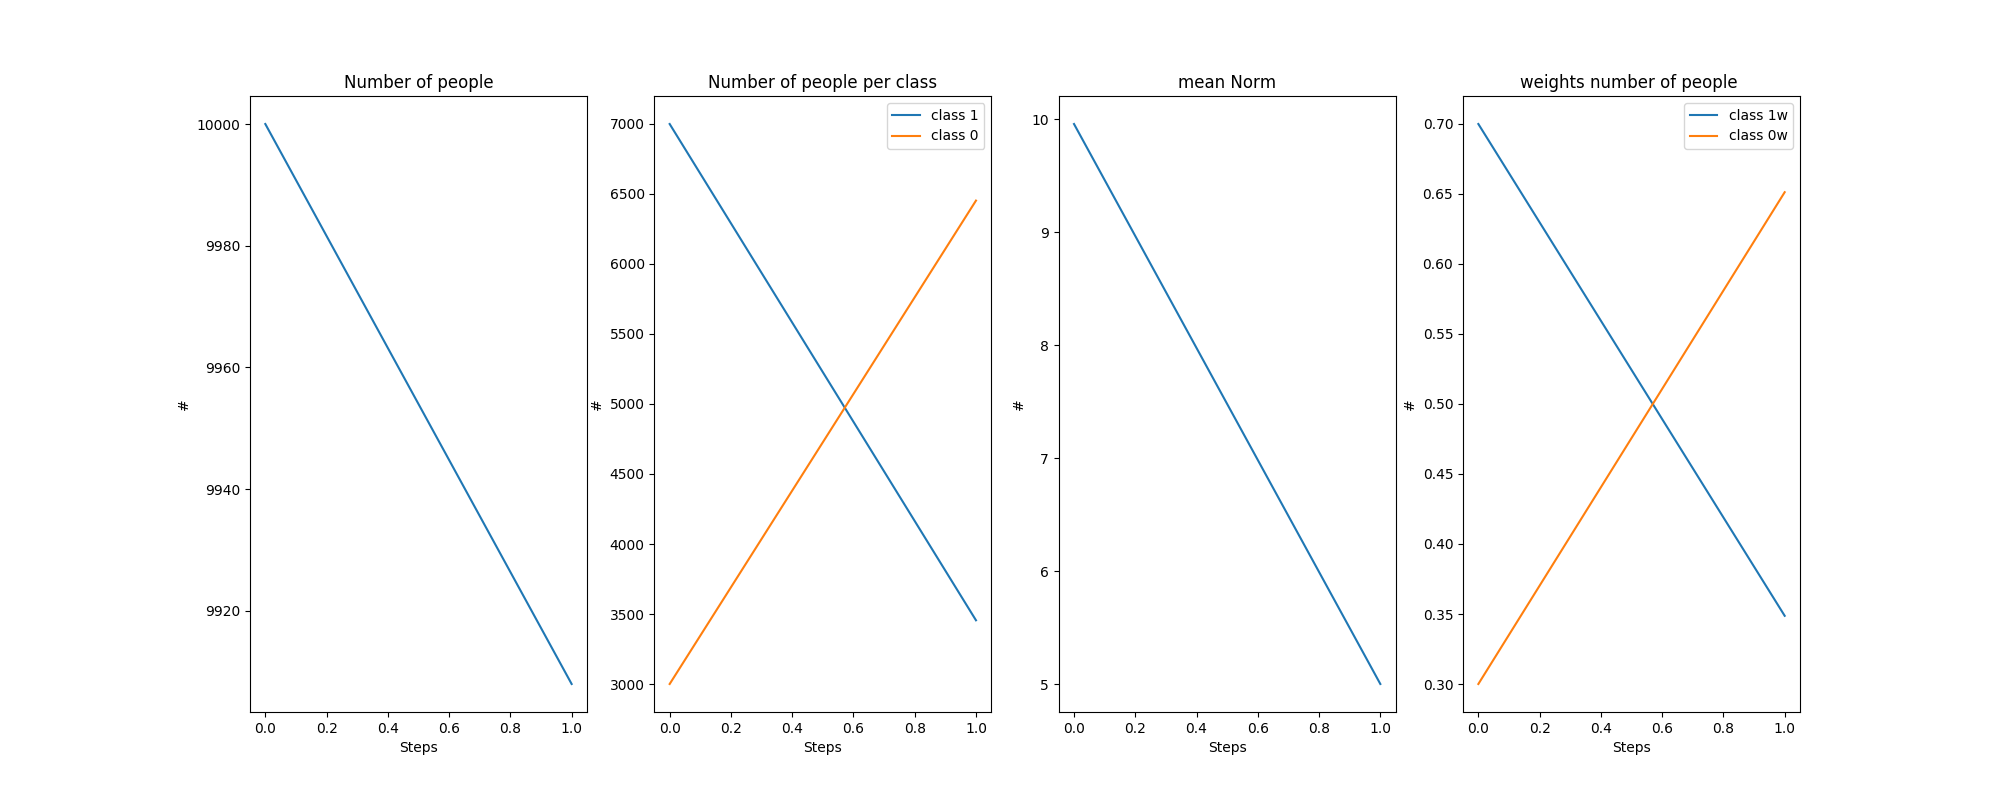 Number of people
10000
9980
9960
9940
9920
#
0.0 0.2 0.4 0.6 0.8 1.0
Steps
Number of people per class
class 1
class 0
7000
6500
6000
5500
5000
4500
4000
3500
3000
#
0.0 0.2 0.4 0.6 0.8 1.0
Steps
mean Norm
10
9
8
7
6
5
#
0.0 0.2 0.4 0.6 0.8 1.0
Steps
weights number of people
class 1w
class 0w
0.70
0.65
0.60
0.55
0.50
0.45
0.40
0.35
0.30
#
0.0 0.2 0.4 0.6 0.8 1.0
Steps